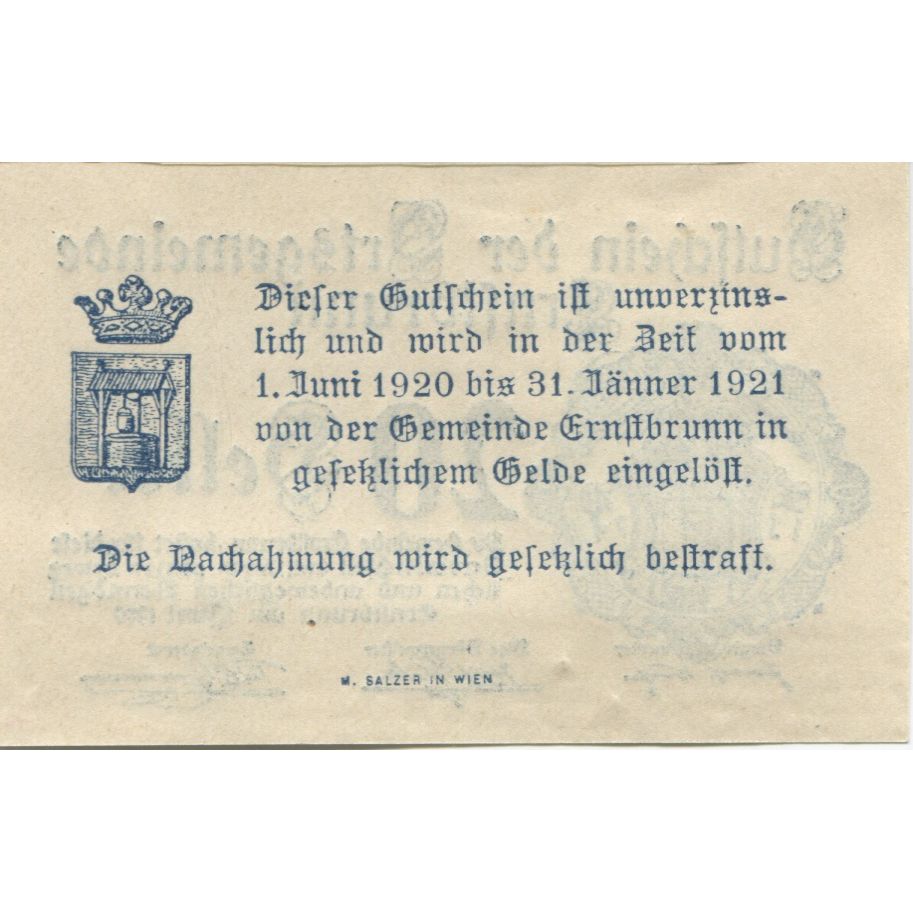 Dieser Gutschein ist unverzins-
lich und wird in der Zeit vom
1. Juni 1920 bis 31. Jänner 1921
von der Gemeinde Ernstbrunn in
gesetzlichem Gelde eingelöst.
Die Nachahmung wird gesetzlich bestraft.
M. SALZER IN WIEN